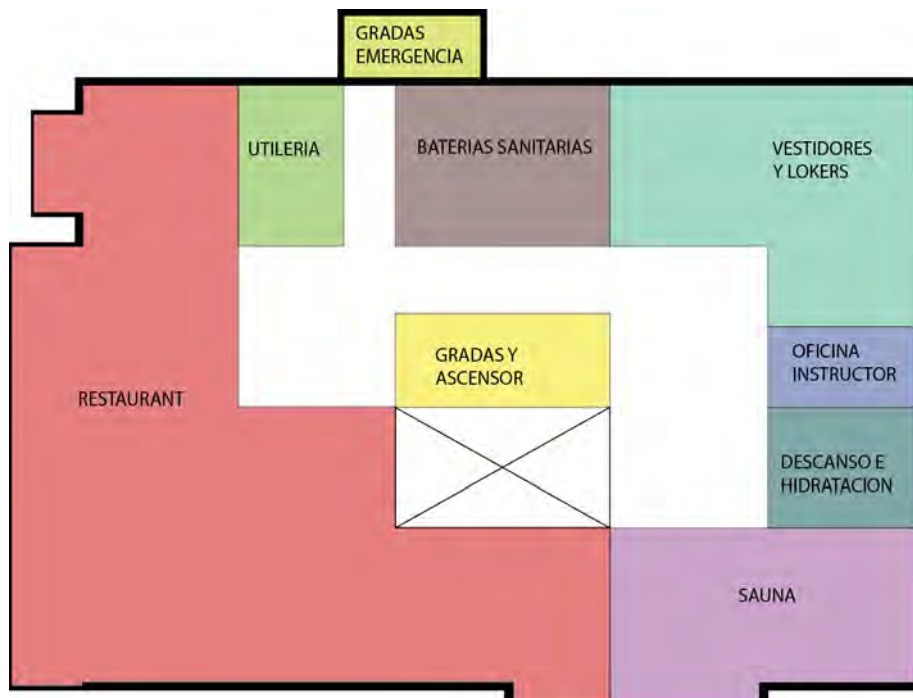 GRADAS
EMERGENCIA
UTILERIA
BATERIAS SANITARIAS
VESTIDORES
Y LOKERS
GRADAS Y
ASCENSOR
OFICINA
INSTRUCTOR
RESTAURANT
DESCANSO E
HIDRATACION
SAUNA